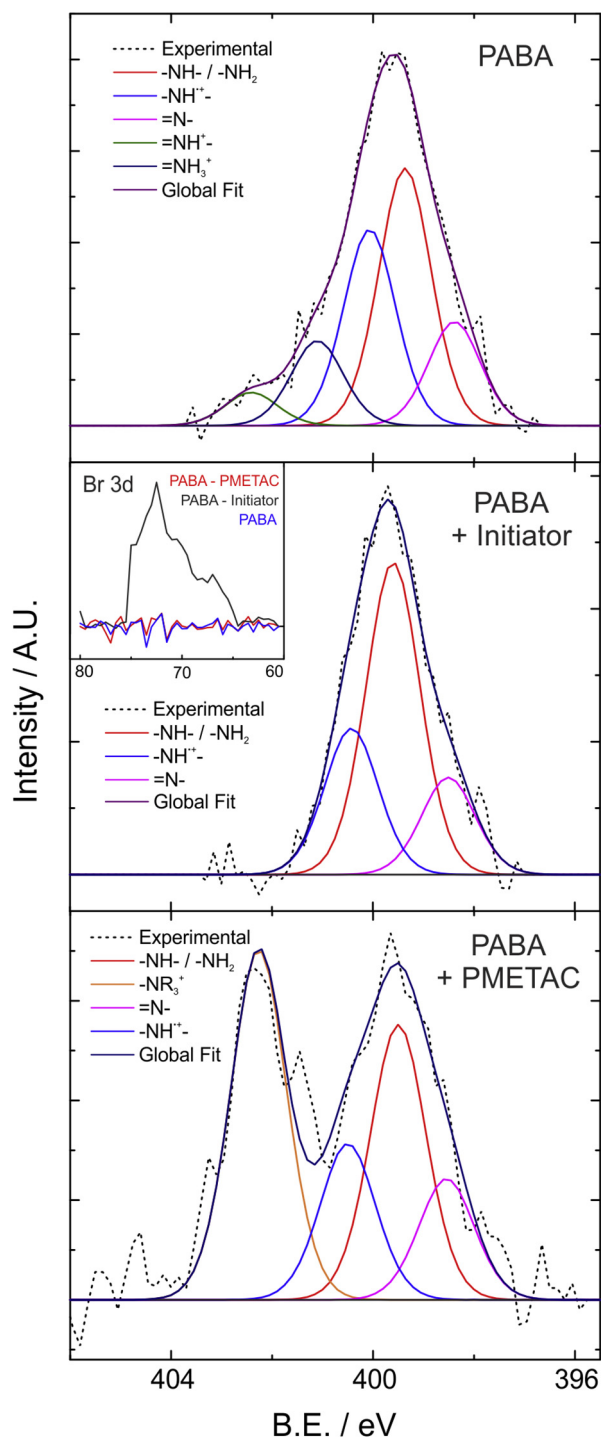 PABA
Experimental
-NH- / -NH₂
-NH·⁺-
=N-
=NH⁺-
=NH₃⁺
Global Fit
Br 3d
PABA - PMETAC
PABA - Initiator
PABA
80 70 60
PABA
+ Initiator
Experimental
-NH- / -NH₂
-NH·⁺-
=N-
Global Fit
Intensity / A.U.
PABA
+ PMETAC
Experimental
-NH- / -NH₂
-NR₃⁺
=N-
-NH·⁺-
Global Fit
404 400 396
B.E. / eV